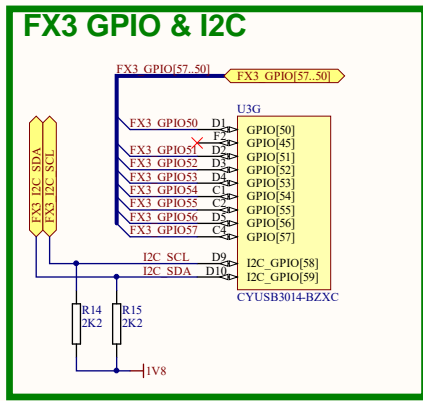 FX3 GPIO & I2C
FX3_GPIO[57..50]
FX3_GPIO[57..50]
U3G
FX3_GPIO50 D1 GPIO[50]
F2 GPIO[45]
FX3_GPIO51 D2 GPIO[51]
FX3_GPIO52 D3 GPIO[52]
FX3_GPIO53 D4 GPIO[53]
FX3_GPIO54 C1 GPIO[54]
FX3_GPIO55 C2 GPIO[55]
FX3_GPIO56 D5 GPIO[56]
FX3_GPIO57 C4 GPIO[57]
FX3_I2C_SDA
FX3_I2C_SCL
I2C_SCL D9 I2C_GPIO[58]
I2C_SDA D10 I2C_GPIO[59]
CYUSB3014-BZXC
R14 R15
2K2 2K2
1V8